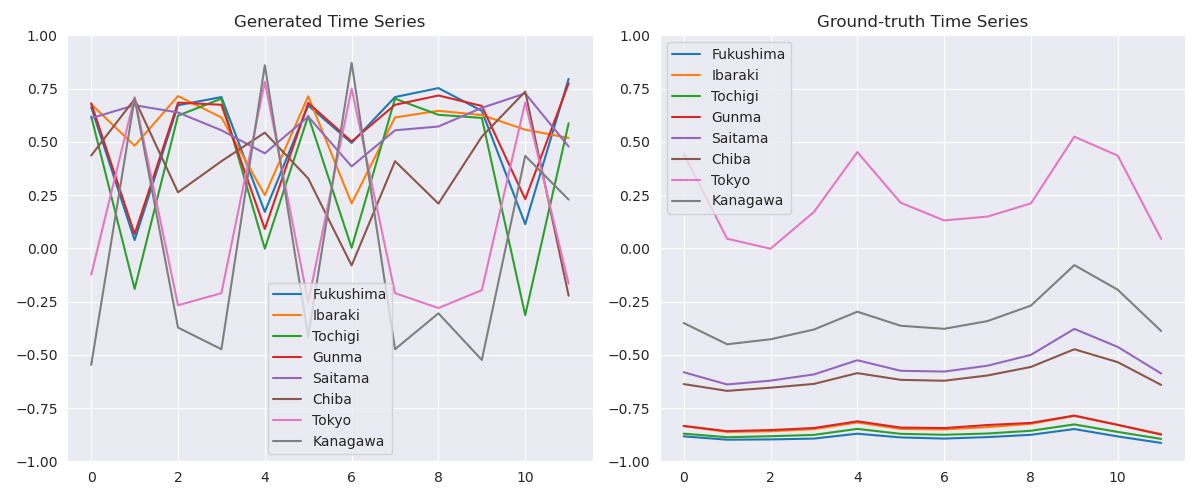 Generated Time Series
1.00
0.75
0.50
0.25
0.00
−0.25
−0.50
−0.75
−1.00
0 2 4 6 8 10
Fukushima
Ibaraki
Tochigi
Gunma
Saitama
Chiba
Tokyo
Kanagawa
Ground-truth Time Series
1.00
0.75
0.50
0.25
0.00
−0.25
−0.50
−0.75
−1.00
0 2 4 6 8 10
Fukushima
Ibaraki
Tochigi
Gunma
Saitama
Chiba
Tokyo
Kanagawa